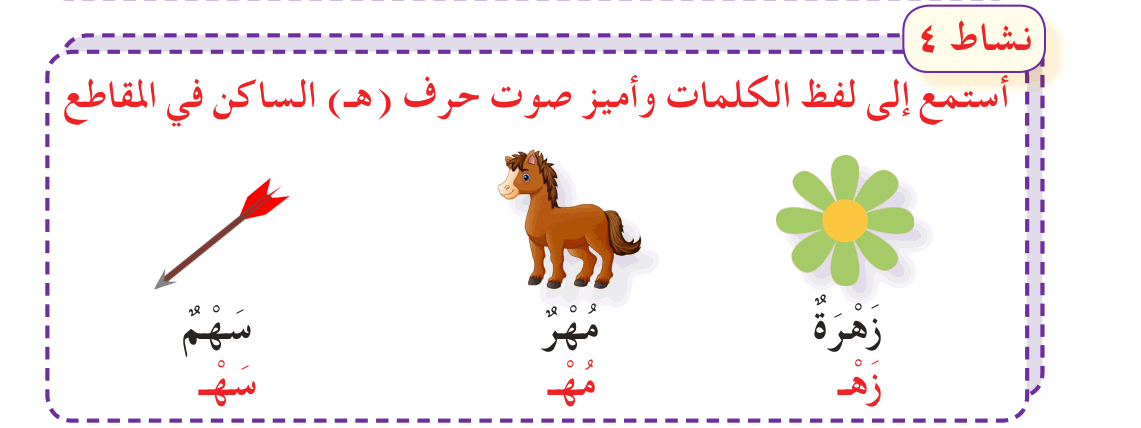 نشاط ٤
أستمع إلى لفظ الكلمات وأميز صوت حرف (هـ) الساكن في المقاطع
زَهْرَةٌ مُهْرٌ سَهْمٌ
زَهْـ مُهْـ سَهْـ